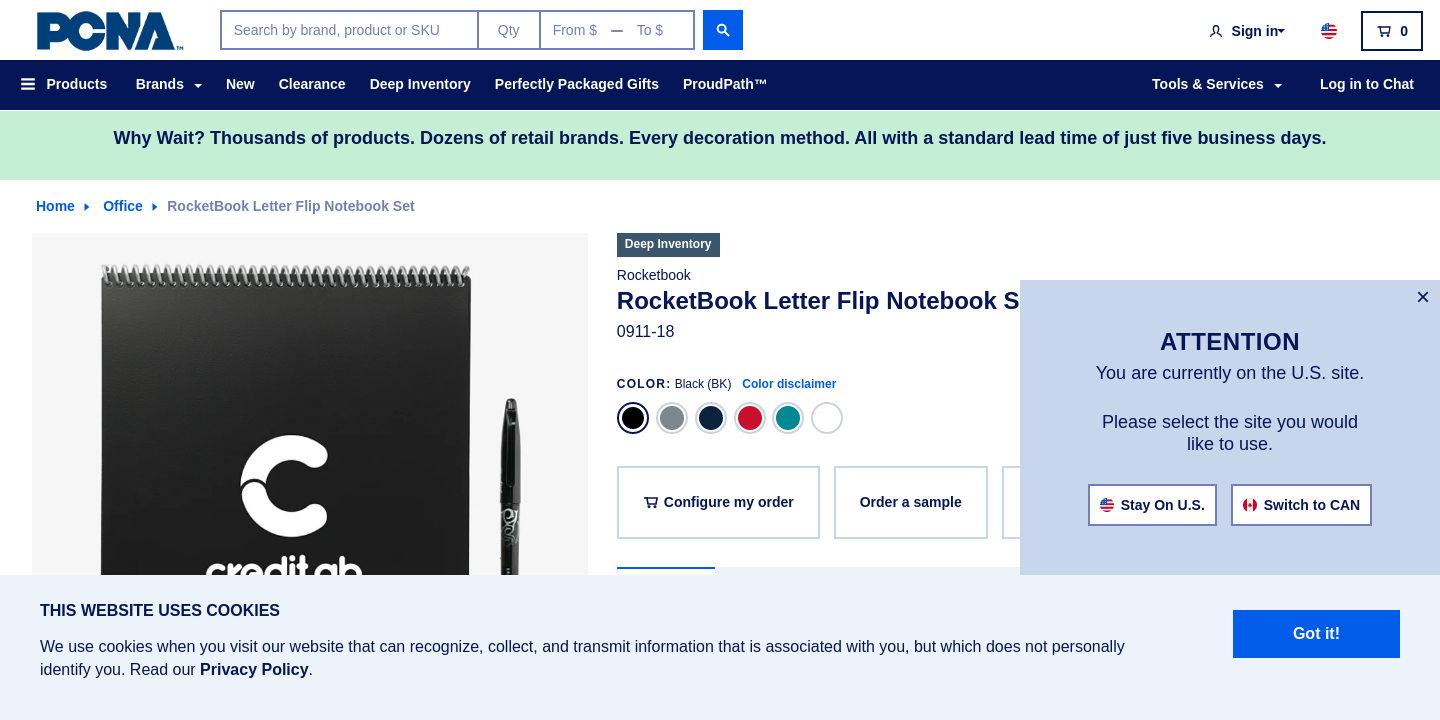 PCNA™
Search by brand, product or SKU
Qty
From $ — To $
Sign in
0
Products
Brands
New
Clearance
Deep Inventory
Perfectly Packaged Gifts
ProudPath™
Tools & Services
Log in to Chat
Why Wait? Thousands of products. Dozens of retail brands. Every decoration method. All with a standard lead time of just five business days.
Home
Office
RocketBook Letter Flip Notebook Set
Deep Inventory
Rocketbook
RocketBook Letter Flip Notebook S
0911-18
COLOR: Black (BK) Color disclaimer
Configure my order
Order a sample
ATTENTION
You are currently on the U.S. site.
Please select the site you would
like to use.
Stay On U.S.
Switch to CAN
THIS WEBSITE USES COOKIES
We use cookies when you visit our website that can recognize, collect, and transmit information that is associated with you, but which does not personally
identify you. Read our Privacy Policy.
Got it!